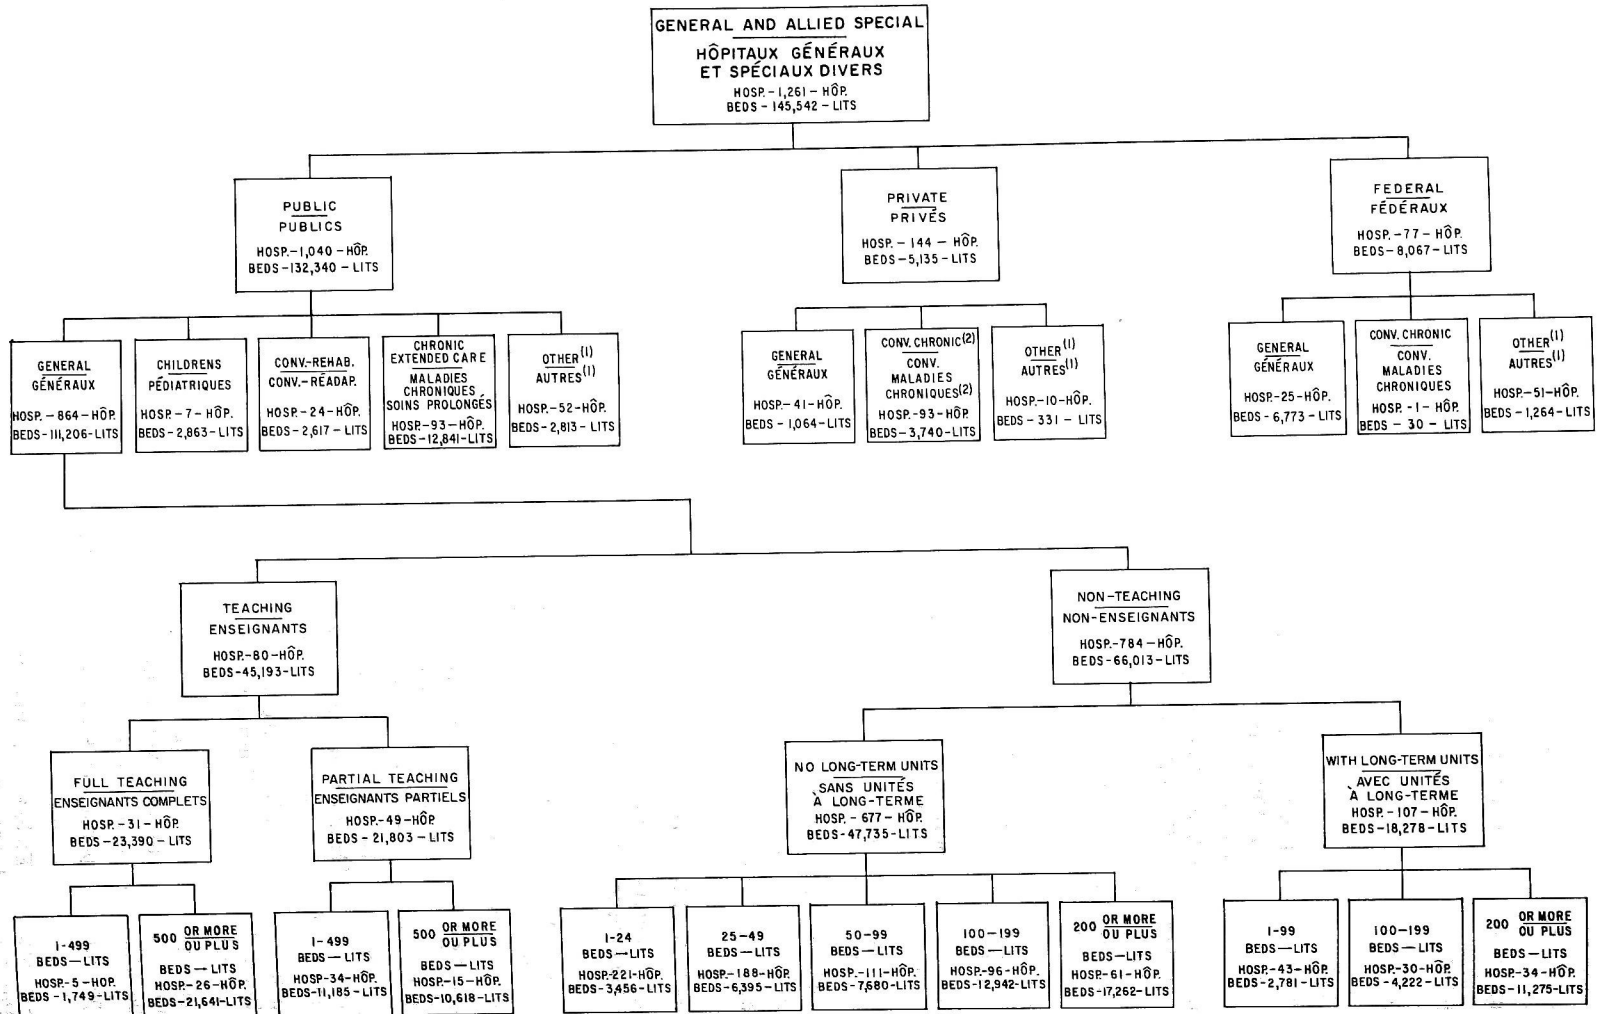 GENERAL AND ALLIED SPECIAL
HÔPITAUX GÉNÉRAUX
ET SPÉCIAUX DIVERS
HOSP.-1,261-HÔP.
BEDS-145,542-LITS
PUBLIC
PUBLICS
HOSP.-1,040-HÔP.
BEDS-132,340-LITS
PRIVATE
PRIVÉS
HOSP.-144-HÔP.
BEDS-5,135-LITS
FEDERAL
FÉDÉRAUX
HOSP.-77-HÔP.
BEDS-8,067-LITS
GENERAL
GÉNÉRAUX
HOSP.-864-HÔP.
BEDS-111,206-LITS
CHILDRENS
PÉDIATRIQUES
HOSP.-7-HÔP.
BEDS-2,863-LITS
CONV.-REHAB.
CONV.-RÉADAP.
HOSP.-24-HÔP.
BEDS-2,617-LITS
CHRONIC
EXTENDED CARE
MALADIES
CHRONIQUES
SOINS PROLONGÉS
HOSP.-93-HÔP.
BEDS-12,841-LITS
OTHER(1)
AUTRES(1)
HOSP.-52-HÔP.
BEDS-2,813-LITS
GENERAL
GÉNÉRAUX
HOSP.-41-HÔP.
BEDS-1,064-LITS
CONV. CHRONIC(2)
CONV.
MALADIES
CHRONIQUES(2)
HOSP.-93-HÔP.
BEDS-3,740-LITS
OTHER(1)
AUTRES(1)
HOSP.-10-HÔP.
BEDS-331-LITS
GENERAL
GÉNÉRAUX
HOSP.-25-HÔP.
BEDS-6,773-LITS
CONV. CHRONIC
CONV.
MALADIES
CHRONIQUES
HOSP.-1-HÔP.
BEDS-30-LITS
OTHER(1)
AUTRES(1)
HOSP.-51-HÔP.
BEDS-1,264-LITS
TEACHING
ENSEIGNANTS
HOSP.-80-HÔP.
BEDS-45,193-LITS
NON-TEACHING
NON-ENSEIGNANTS
HOSP.-784-HÔP.
BEDS-66,013-LITS
FULL TEACHING
ENSEIGNANTS COMPLETS
HOSP.-31-HÔP.
BEDS-23,390-LITS
PARTIAL TEACHING
ENSEIGNANTS PARTIELS
HOSP.-49-HÔP.
BEDS-21,803-LITS
NO LONG-TERM UNITS
SANS UNITÉS
À LONG-TERME
HOSP.-677-HÔP.
BEDS-47,735-LITS
WITH LONG-TERM UNITS
AVEC UNITÉS
À LONG-TERME
HOSP.-107-HÔP.
BEDS-18,278-LITS
1-499
BEDS—LITS
HOSP.-5-HOP.
BEDS-1,749-LITS
500 OR MORE
OU PLUS
BEDS—LITS
HOSP.-26-HÔP.
BEDS-21,641-LITS
1-499
BEDS—LITS
HOSP.-34-HÔP.
BEDS-11,185-LITS
500 OR MORE
OU PLUS
BEDS—LITS
HOSP.-15-HÔP.
BEDS-10,618-LITS
1-24
BEDS—LITS
HOSP.-221-HÔP.
BEDS-3,456-LITS
25-49
BEDS—LITS
HOSP.-188-HÔP.
BEDS-6,395-LITS
50-99
BEDS—LITS
HOSP.-111-HÔP.
BEDS-7,680-LITS
100-199
BEDS—LITS
HOSP.-96-HÔP.
BEDS-12,942-LITS
200 OR MORE
OU PLUS
BEDS—LITS
HOSP.-61-HÔP.
BEDS-17,262-LITS
1-99
BEDS—LITS
HOSP.-43-HÔP.
BEDS-2,781-LITS
100-199
BEDS—LITS
HOSP.-30-HÔP.
BEDS-4,222-LITS
200 OR MORE
OU PLUS
BEDS—LITS
HOSP.-34-HÔP.
BEDS-11,275-LITS